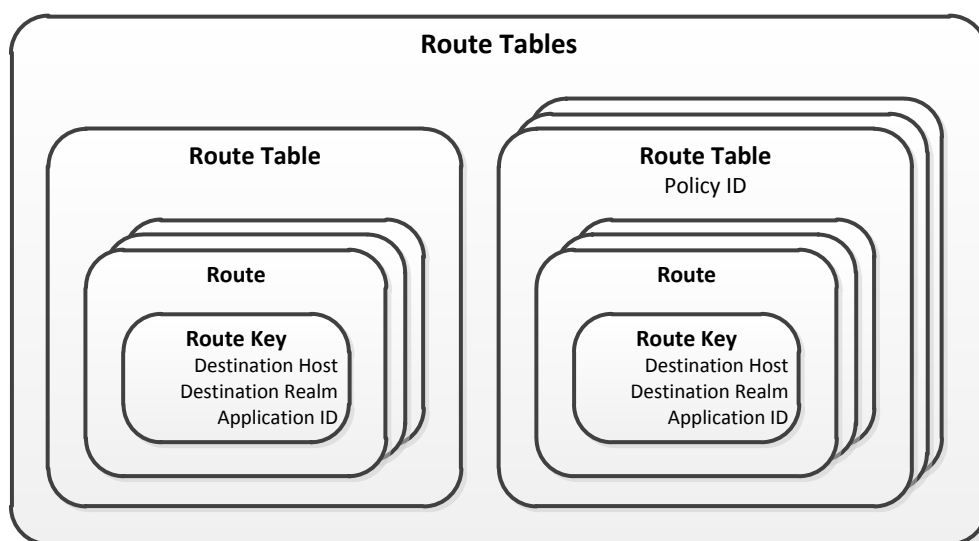 Route Tables
Route Table
Route
Route Key
Destination Host
Destination Realm
Application ID
Route Table
Policy ID
Route
Route Key
Destination Host
Destination Realm
Application ID